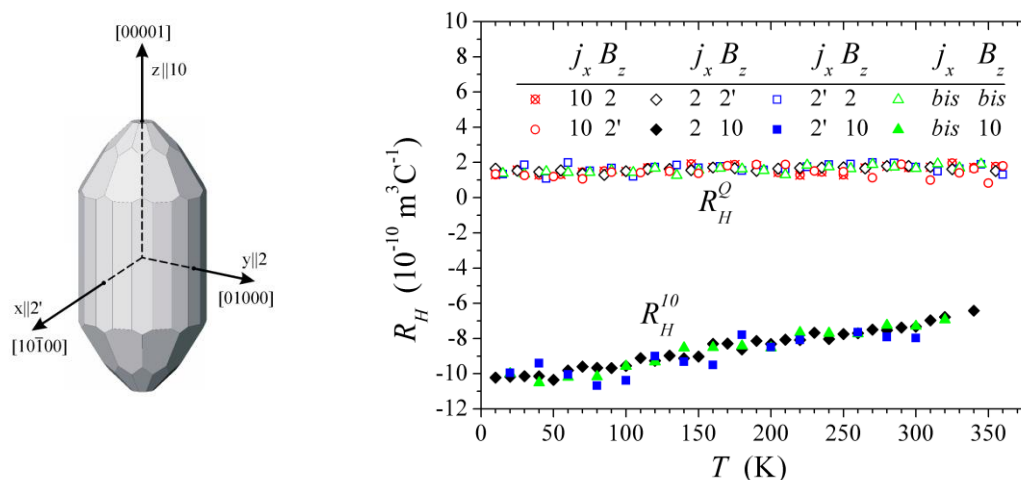 [00001]
z||10
y||2
[01000]
x||2'
[101̄00]
10
8
6
4
2
0
-2
-4
-6
-8
-10
-12
R_H (10^-10 m^3C^-1)
j_x B_z j_x B_z j_x B_z j_x B_z
10 2 2 2' 2' 2 bis bis
10 2' 2 10 2' 10 bis 10
R_H^Q
R_H^10
0 50 100 150 200 250 300 350
T (K)